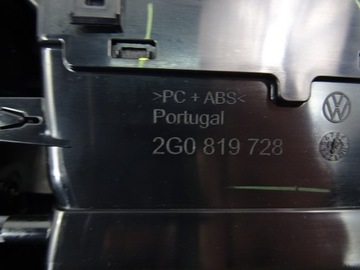 >PC + ABS<
Portugal
2G0 819 728